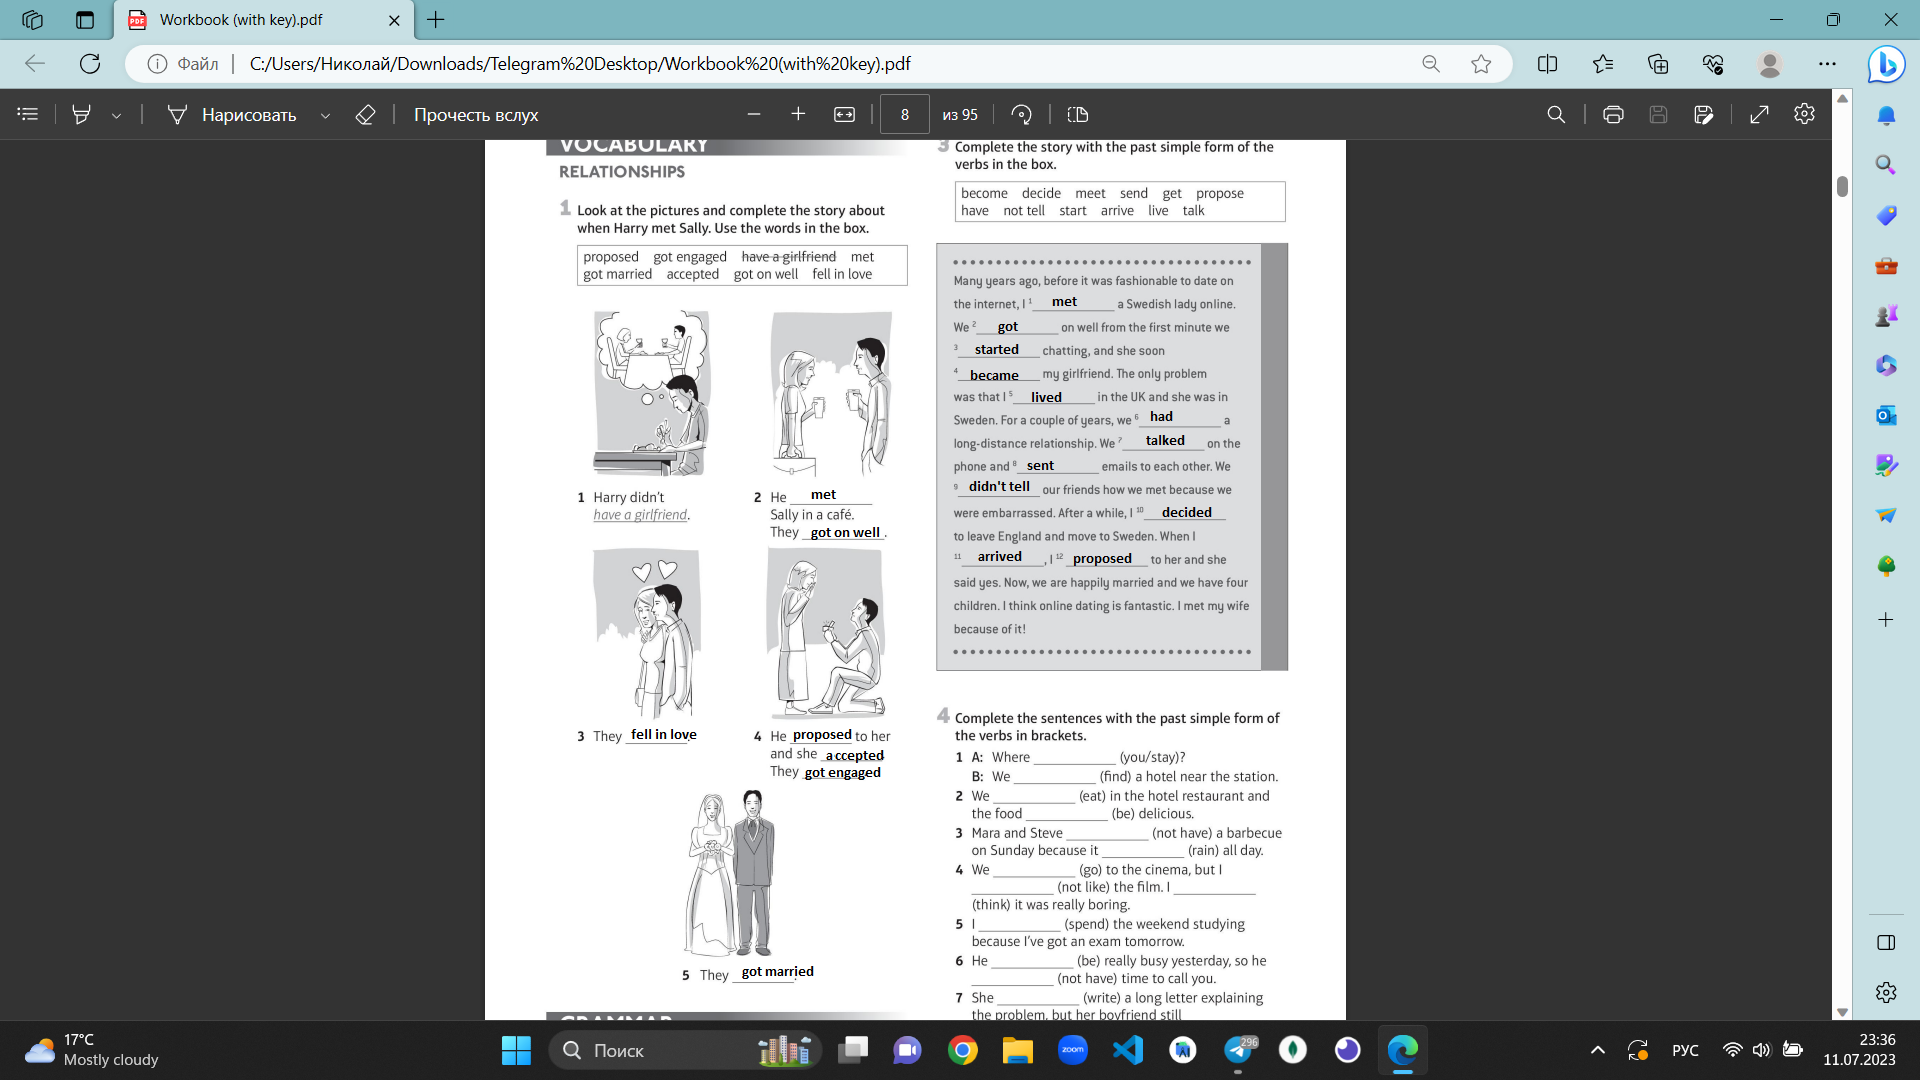 Workbook (with key).pdf
Файл
C:/Users/Николай/Downloads/Telegram%20Desktop/Workbook%20(with%20key).pdf
Нарисовать
Прочесть вслух
8
из 95
VOCABULARY
RELATIONSHIPS
1 Look at the pictures and complete the story about
when Harry met Sally. Use the words in the box.
proposed got engaged have a girlfriend met
got married accepted got on well fell in love
1 Harry didn't
have a girlfriend.
2 He met
Sally in a café.
They got on well.
3 They fell in love.
4 He proposed to her
and she accepted
They got engaged
5 They got married.
GRAMMAR
3 Complete the story with the past simple form of the
verbs in the box.
become decide meet send get propose
have not tell start arrive live talk
Many years ago, before it was fashionable to date on
the internet, I 1 met a Swedish lady online.
We 2 got on well from the first minute we
3 started chatting, and she soon
4 became my girlfriend. The only problem
was that I 5 lived in the UK and she was in
Sweden. For a couple of years, we 6 had a
long-distance relationship. We 7 talked on the
phone and 8 sent emails to each other. We
9 didn't tell our friends how we met because we
were embarrassed. After a while, I 10 decided
to leave England and move to Sweden. When I
11 arrived, I 12 proposed to her and she
said yes. Now, we are happily married and we have four
children. I think online dating is fantastic. I met my wife
because of it!
4 Complete the sentences with the past simple form of
the verbs in brackets.
1 A: Where ___________ (you/stay)?
B: We ___________ (find) a hotel near the station.
2 We ___________ (eat) in the hotel restaurant and
the food ___________ (be) delicious.
3 Mara and Steve ___________ (not have) a barbecue
on Sunday because it ___________ (rain) all day.
4 We ___________ (go) to the cinema, but I
___________ (not like) the film. I ___________
(think) it was really boring.
5 I ___________ (spend) the weekend studying
because I've got an exam tomorrow.
6 He ___________ (be) really busy yesterday, so he
___________ (not have) time to call you.
7 She ___________ (write) a long letter explaining
the problem, but her boyfriend still
17°C
Mostly cloudy
Поиск
zoom
296
РУС
23:36
11.07.2023